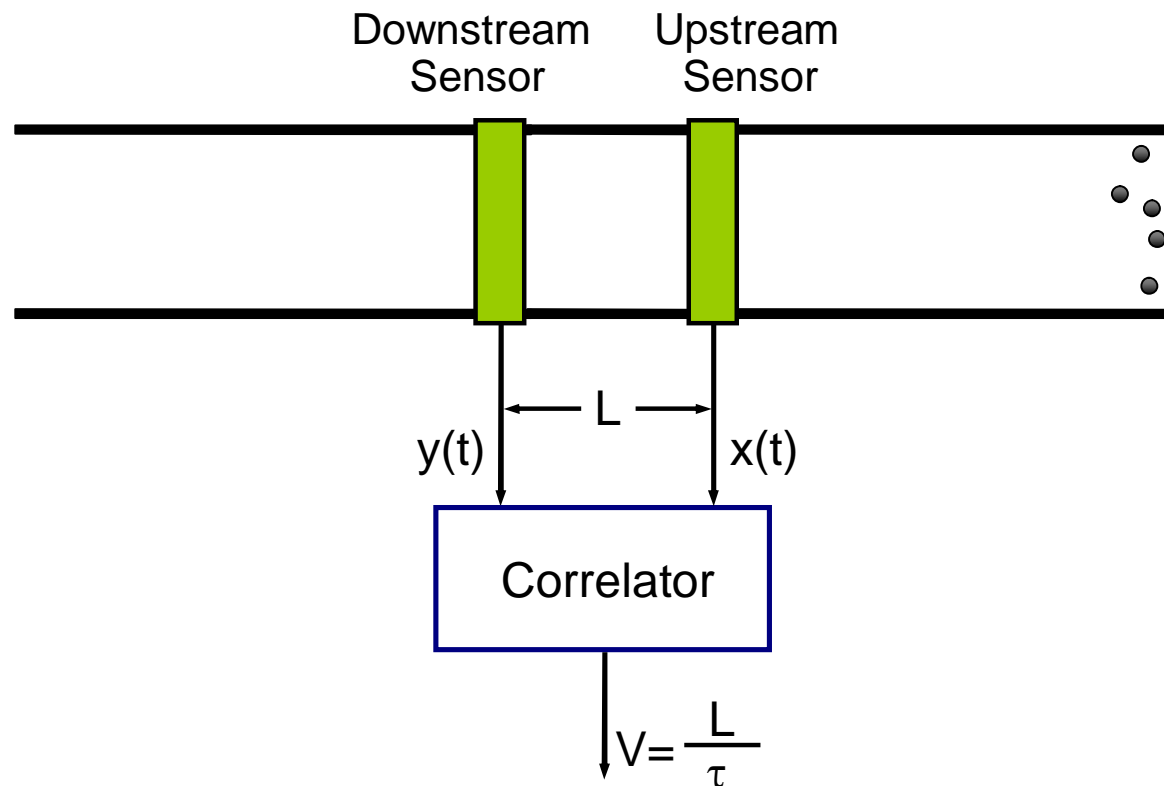 Downstream
Sensor
Upstream
Sensor
L
y(t)
x(t)
Correlator
V=
L
τ